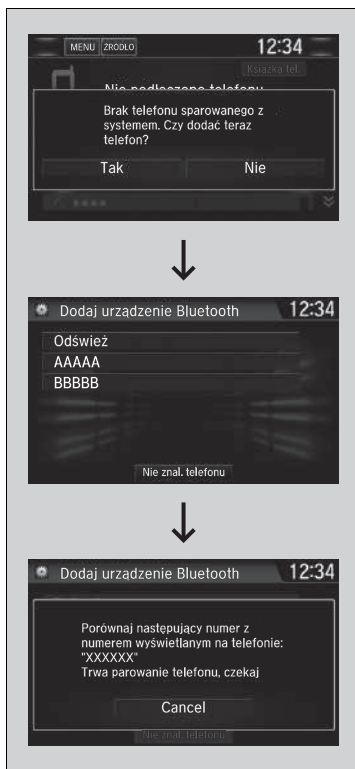 MENU ŹRÓDŁO 12:34
Książka tel.
Nie podłączono telefonu
Brak telefonu sparowanego z
systemem. Czy dodać teraz
telefon?
Tak Nie
Dodaj urządzenie Bluetooth 12:34
Odśwież
AAAAA
BBBBB
Nie znal. telefonu
Dodaj urządzenie Bluetooth 12:34
Porównaj następujący numer z
numerem wyświetlanym na telefonie:
"XXXXXX"
Trwa parowanie telefonu, czekaj
Cancel
Nie znal. telefonu